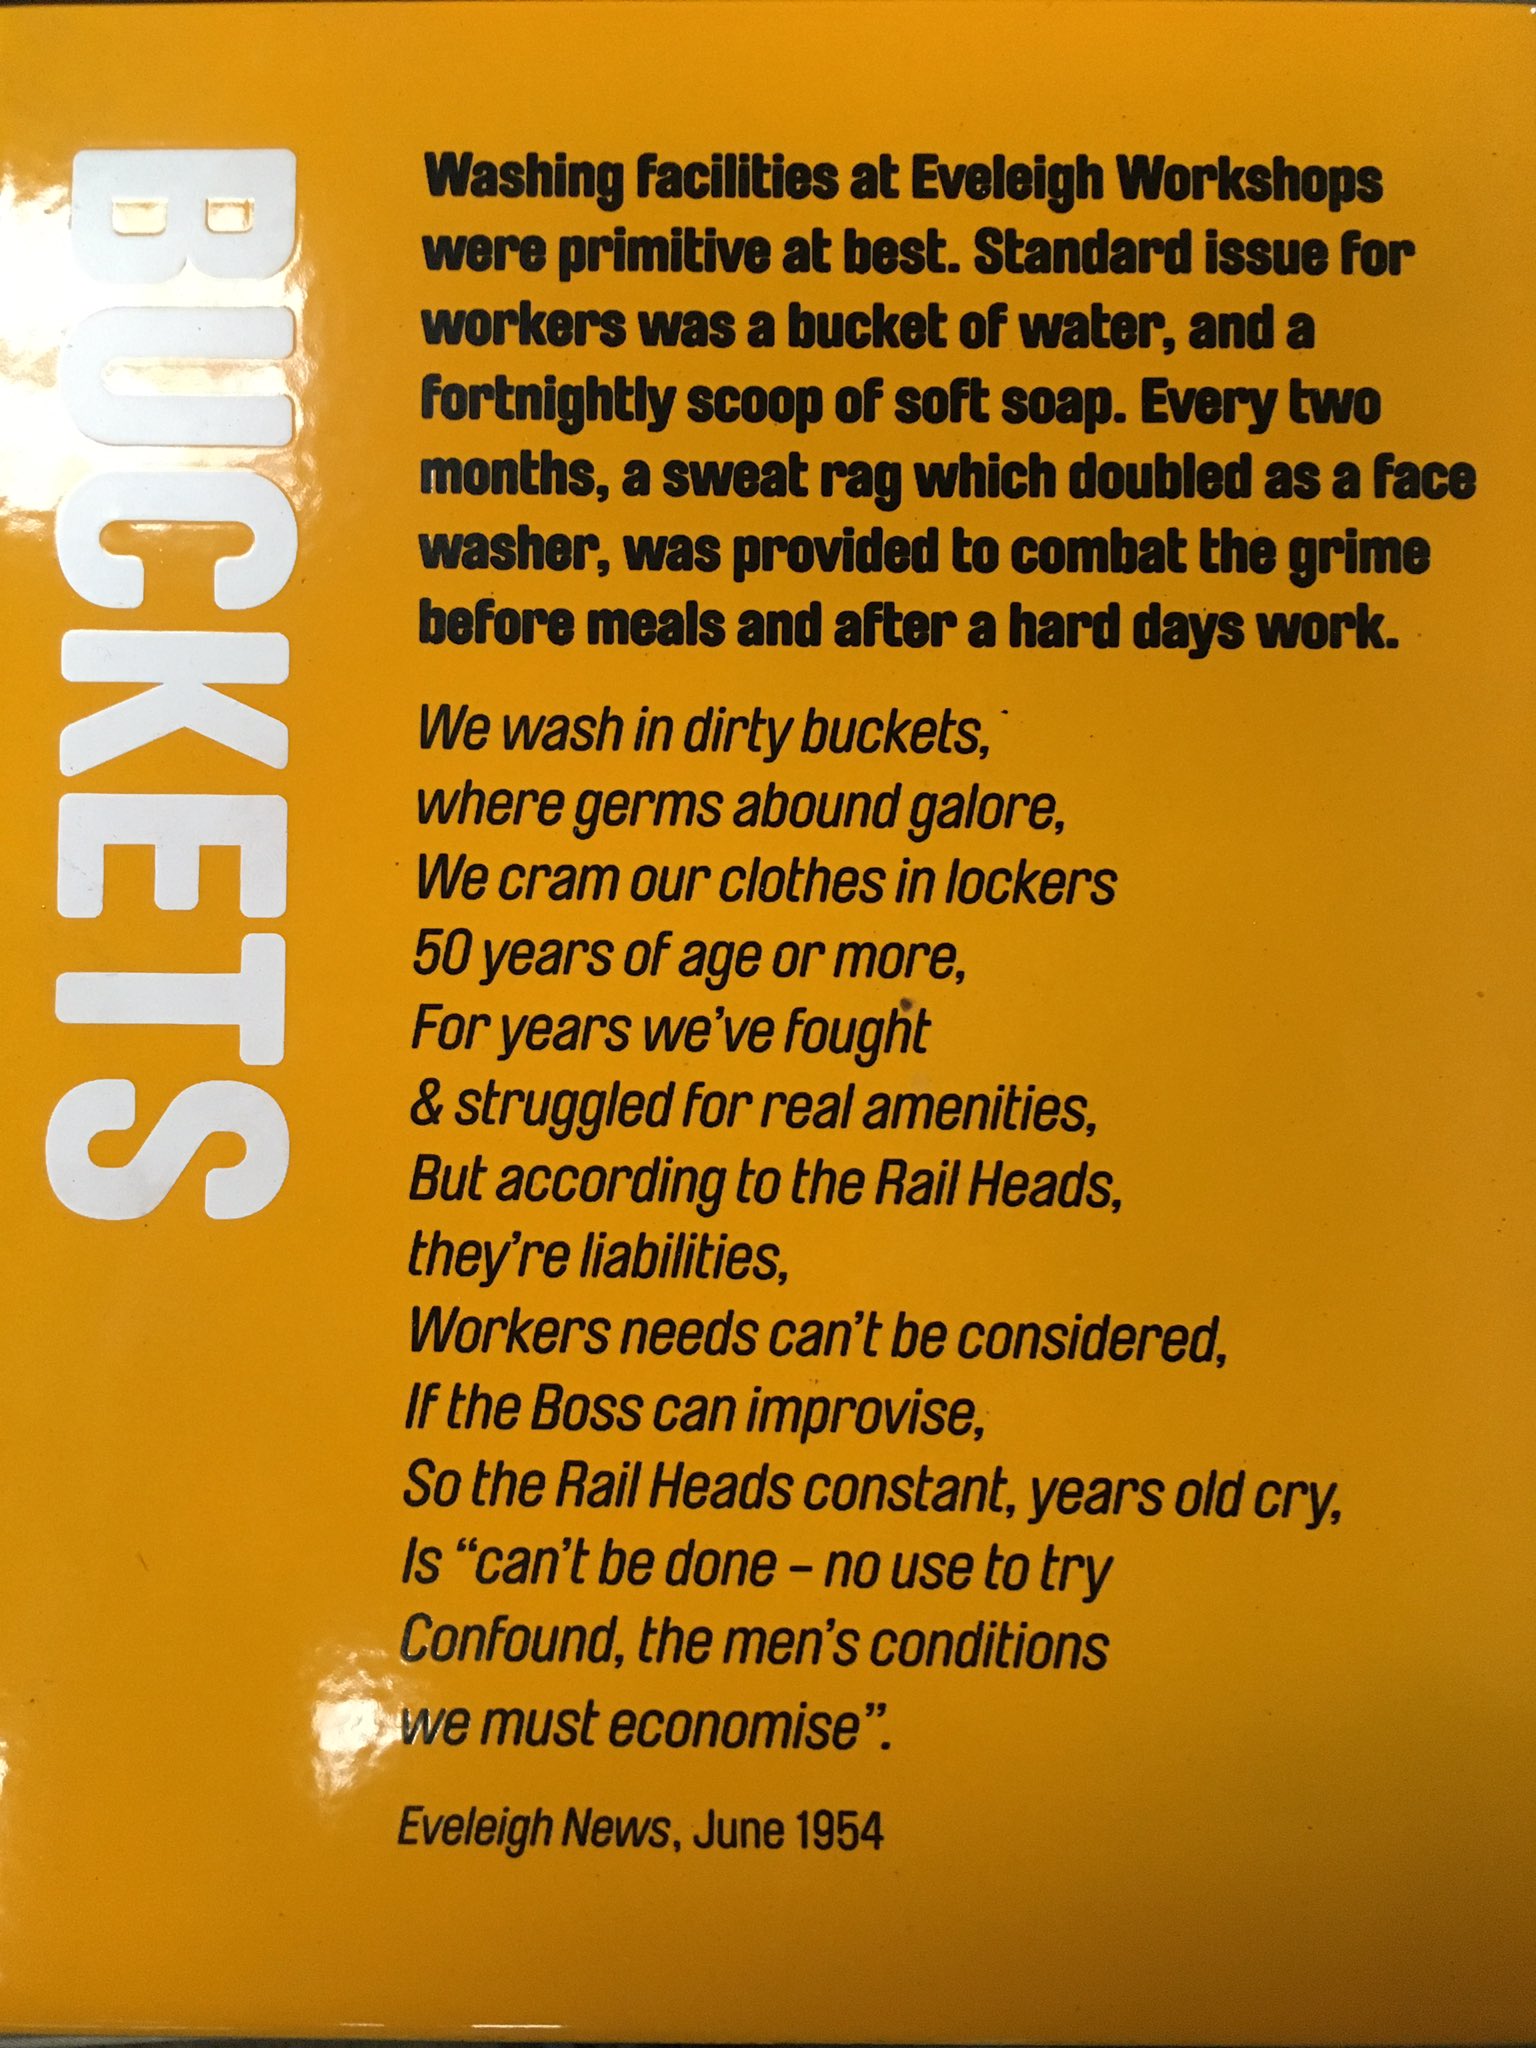 BUCKETS
Washing facilities at Eveleigh Workshops
were primitive at best. Standard issue for
workers was a bucket of water, and a
fortnightly scoop of soft soap. Every two
months, a sweat rag which doubled as a face
washer, was provided to combat the grime
before meals and after a hard days work.
We wash in dirty buckets,
where germs abound galore,
We cram our clothes in lockers
50 years of age or more,
For years we’ve fought
& struggled for real amenities,
But according to the Rail Heads,
they’re liabilities,
Workers needs can’t be considered,
If the Boss can improvise,
So the Rail Heads constant, years old cry,
Is “can’t be done – no use to try
Confound, the men’s conditions
we must economise”.
Eveleigh News, June 1954